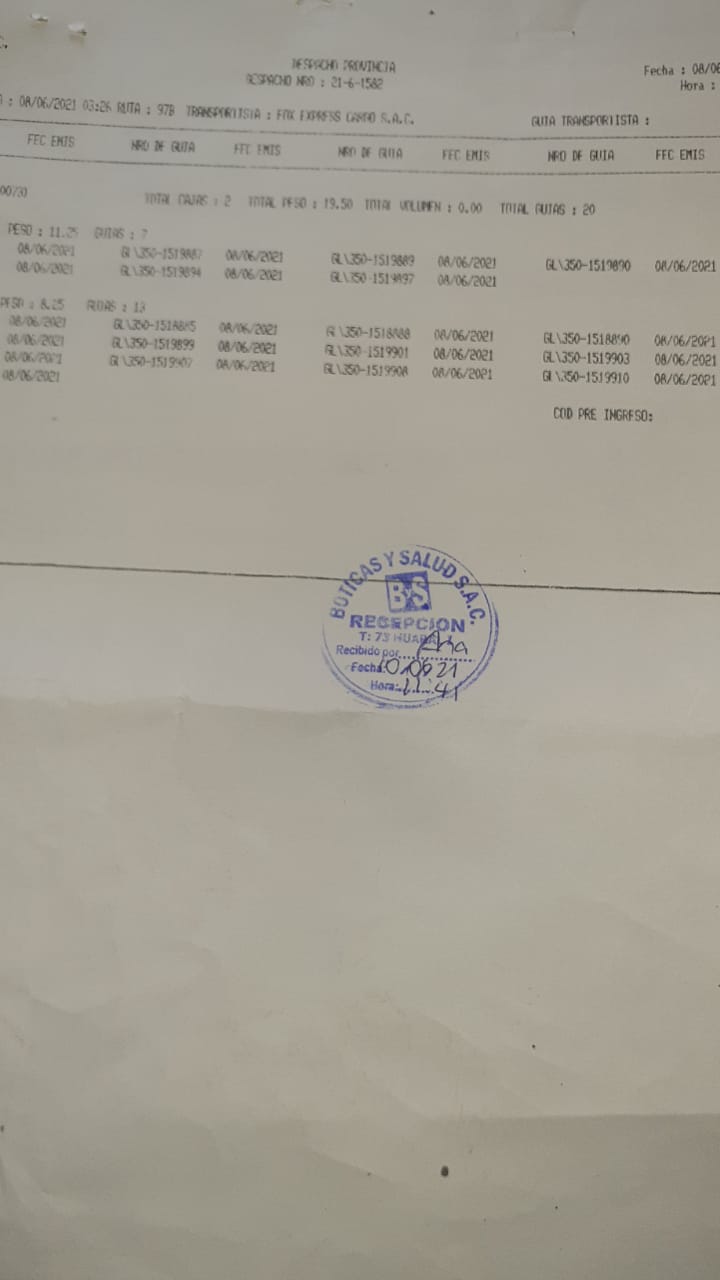 DESPACHO PROVINCIA
DESPACHO NRO : 21-6-1582
Fecha : 08/06
Hora :
: 08/06/2021 03:26 RUTA : 97B TRANSPORTISTA : FOX EXPRESS CARGO S.A.C.
GUIA TRANSPORTISTA :
FEC EMIS NRO DE GUIA FEC EMIS NRO DE GUIA FEC EMIS NRO DE GUIA FEC EMIS
TOTAL CAJAS : 2 TOTAL PESO : 19.50 TOTAL VOLUMEN : 0.00 TOTAL GUIAS : 20
PESO : 11.25 GUIAS : 7
08/06/2021 GL\350-1519887 08/06/2021 GL\350-1519889 08/06/2021 GL\350-1519890 08/06/2021
08/06/2021 GL\350-1519894 08/06/2021 GL\350-1519897 08/06/2021
PESO : 8.25 GUIAS : 13
08/06/2021 GL\350-1518885 08/06/2021 GL\350-1518888 08/06/2021 GL\350-1518890 08/06/2021
08/06/2021 GL\350-1519899 08/06/2021 GL\350-1519901 08/06/2021 GL\350-1519903 08/06/2021
08/06/2021 GL\350-1519907 08/06/2021 GL\350-1519908 08/06/2021 GL\350-1519910 08/06/2021
08/06/2021
COD PRE INGRESO:
BOTICAS Y SALUD S.A.C.
B&S
RECEPCION
T: 73
Recibido por
Fecha:
Hora: 11:41